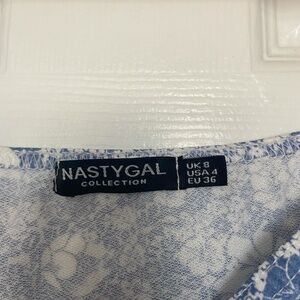 NASTYGAL
COLLECTION
UK 8
USA 4
EU 36